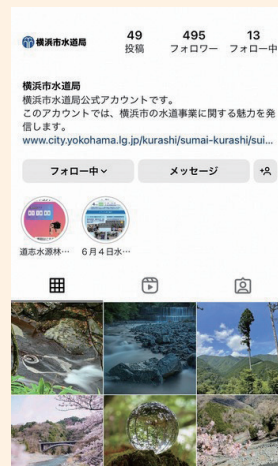 横浜市水道局
49 495 13
投稿 フォロワー フォロー中
横浜市水道局
横浜市水道局公式アカウントです。
このアカウントでは、横浜市の水道事業に関する魅力を発
信します。
www.city.yokohama.lg.jp/kurashi/sumai-kurashi/sui...
フォロー中 メッセージ
道志水源林… 6月4日水…